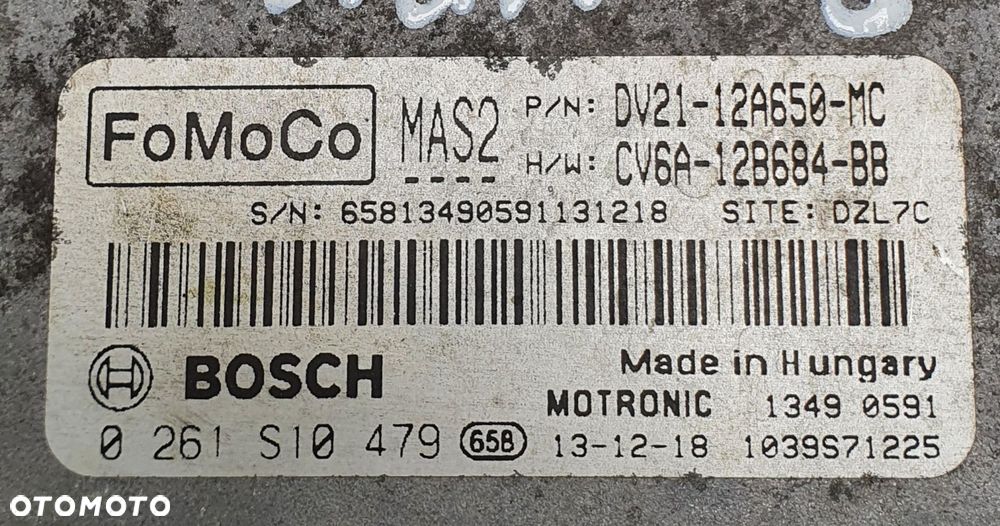 FoMoCo MAS2 P/N: DV21-12A650-MC
H/W: CV6A-12B684-BB
S/N: 65813490591131218 SITE: DZL7C
BOSCH Made in Hungary
MOTRONIC 1349 0591
0 261 S10 479 65B 13-12-18 1039S71225
OTOMOTO